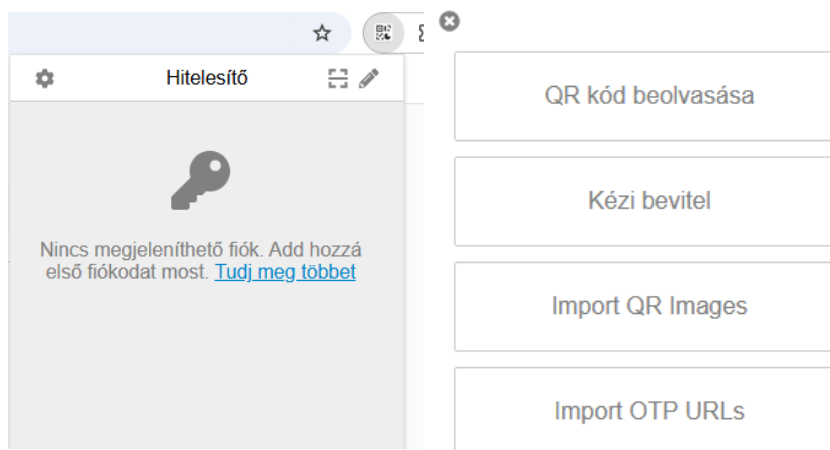 Hitelesítő
Nincs megjeleníthető fiók. Add hozzá
első fiókodat most. Tudj meg többet
QR kód beolvasása
Kézi bevitel
Import QR Images
Import OTP URLs